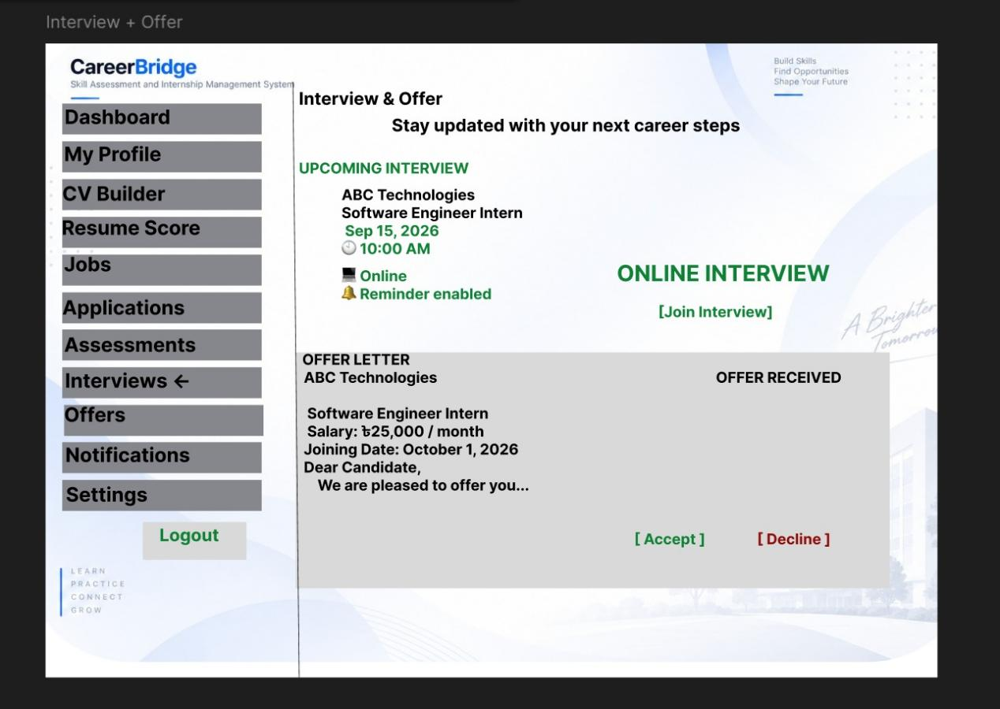 Interview + Offer
CareerBridge
Skill Assessment and Internship Management System
Build Skills
Find Opportunities
Shape Your Future
Dashboard
My Profile
CV Builder
Resume Score
Jobs
Applications
Assessments
Interviews ←
Offers
Notifications
Settings
Logout
LEARN
PRACTICE
CONNECT
GROW
Interview & Offer
Stay updated with your next career steps
UPCOMING INTERVIEW
ABC Technologies
Software Engineer Intern
Sep 15, 2026
🕙 10:00 AM
💻 Online
🔔 Reminder enabled
ONLINE INTERVIEW
[Join Interview]
A Brighter
Tomorrow
OFFER LETTER
ABC Technologies
OFFER RECEIVED
Software Engineer Intern
Salary: ৳25,000 / month
Joining Date: October 1, 2026
Dear Candidate,
We are pleased to offer you...
[ Accept ]
[ Decline ]